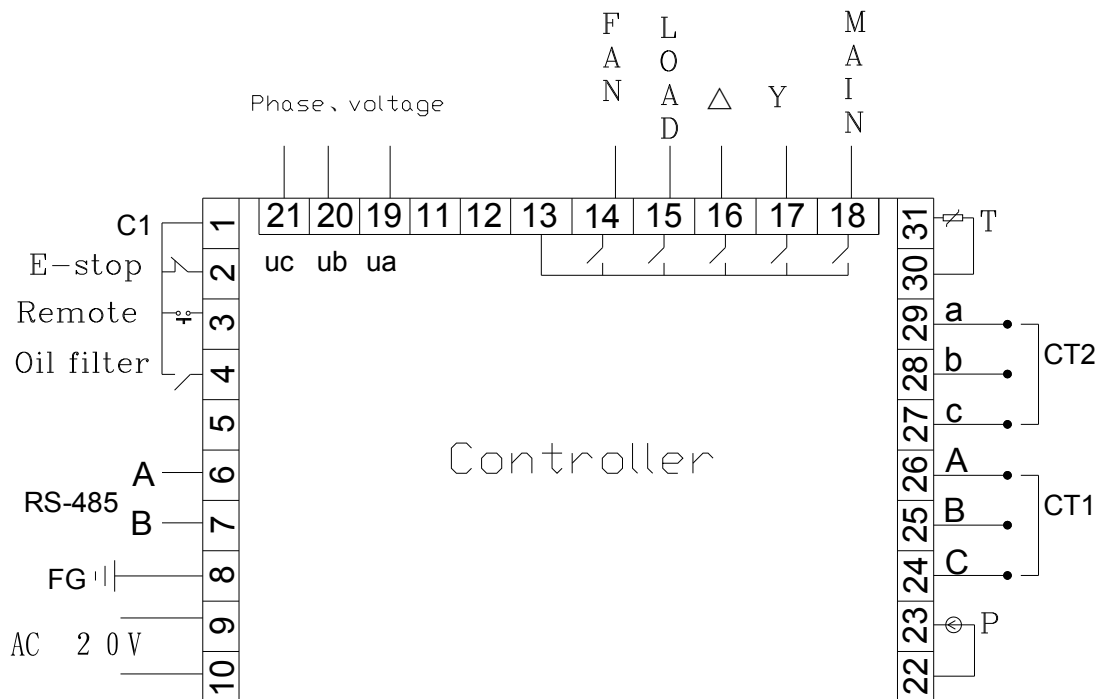 FAN
LOAD
△
Y
MAIN
Phase、voltage
21 20 19 11 12 13 14 15 16 17 18
uc ub ua
C1 1
E-stop 2
Remote 3
Oil filter 4
5
A 6
RS-485
B 7
FG 8
AC 20V
9
10
Controller
31 T
30
29 a
28 b
CT2
27 c
26 A
25 B
CT1
24 C
23 P
22